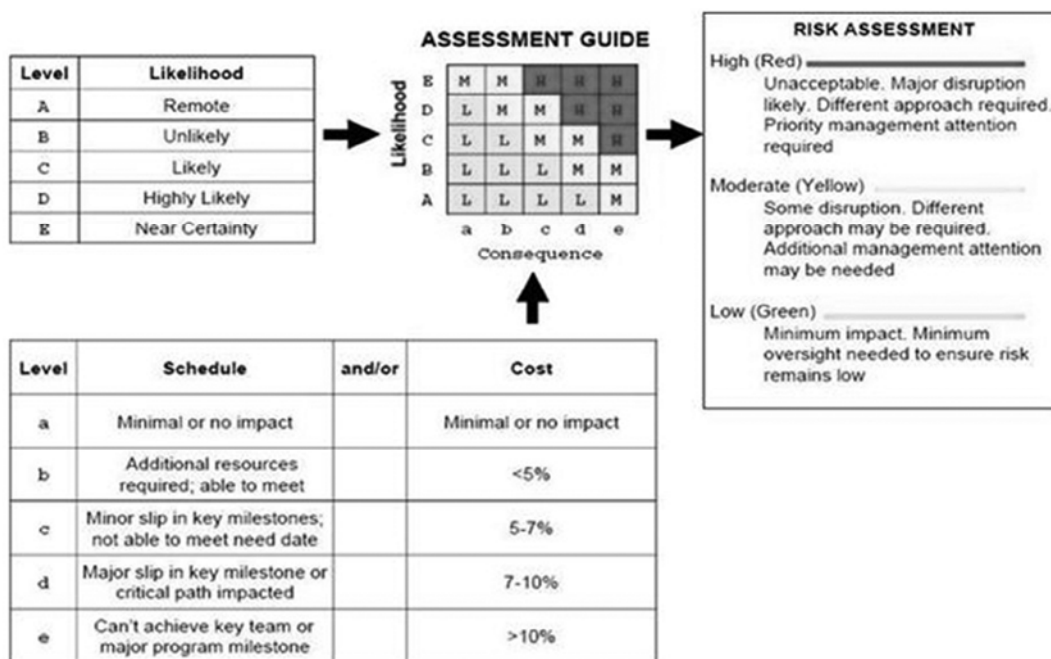 ASSESSMENT GUIDE
Level Likelihood
A Remote
B Unlikely
C Likely
D Highly Likely
E Near Certainty
Likelihood
E M M H H H
D L M M H H
C L L M M H
B L L L M M
A L L L L M
a b c d e
Consequence
RISK ASSESSMENT
High (Red)
Unacceptable. Major disruption
likely. Different approach required.
Priority management attention
required
Moderate (Yellow)
Some disruption. Different
approach may be required.
Additional management attention
may be needed
Low (Green)
Minimum impact. Minimum
oversight needed to ensure risk
remains low
Level Schedule and/or Cost
a Minimal or no impact Minimal or no impact
b Additional resources
required; able to meet <5%
c Minor slip in key milestones;
not able to meet need date 5-7%
d Major slip in key milestone or
critical path impacted 7-10%
e Can't achieve key team or
major program milestone >10%